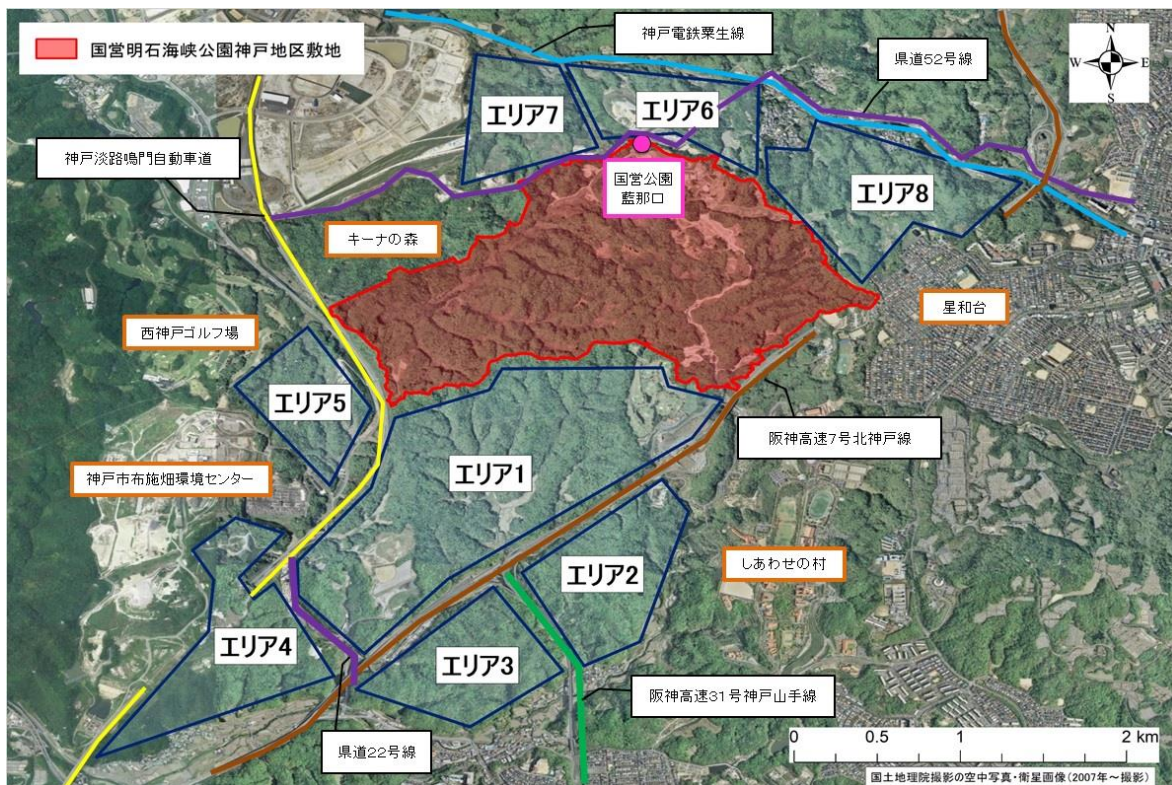 国営明石海峡公園神戸地区敷地
神戸電鉄粟生線
県道52号線
N
W
E
S
エリア7
エリア6
神戸淡路鳴門自動車道
国営公園
藍那口
エリア8
キーナの森
星和台
西神戸ゴルフ場
エリア5
阪神高速7号北神戸線
神戸市布施畑環境センター
エリア1
エリア2
しあわせの村
エリア4
エリア3
阪神高速31号神戸山手線
県道22号線
0
0.5
1
2 km
国土地理院撮影の空中写真・衛星画像(2007年~撮影)